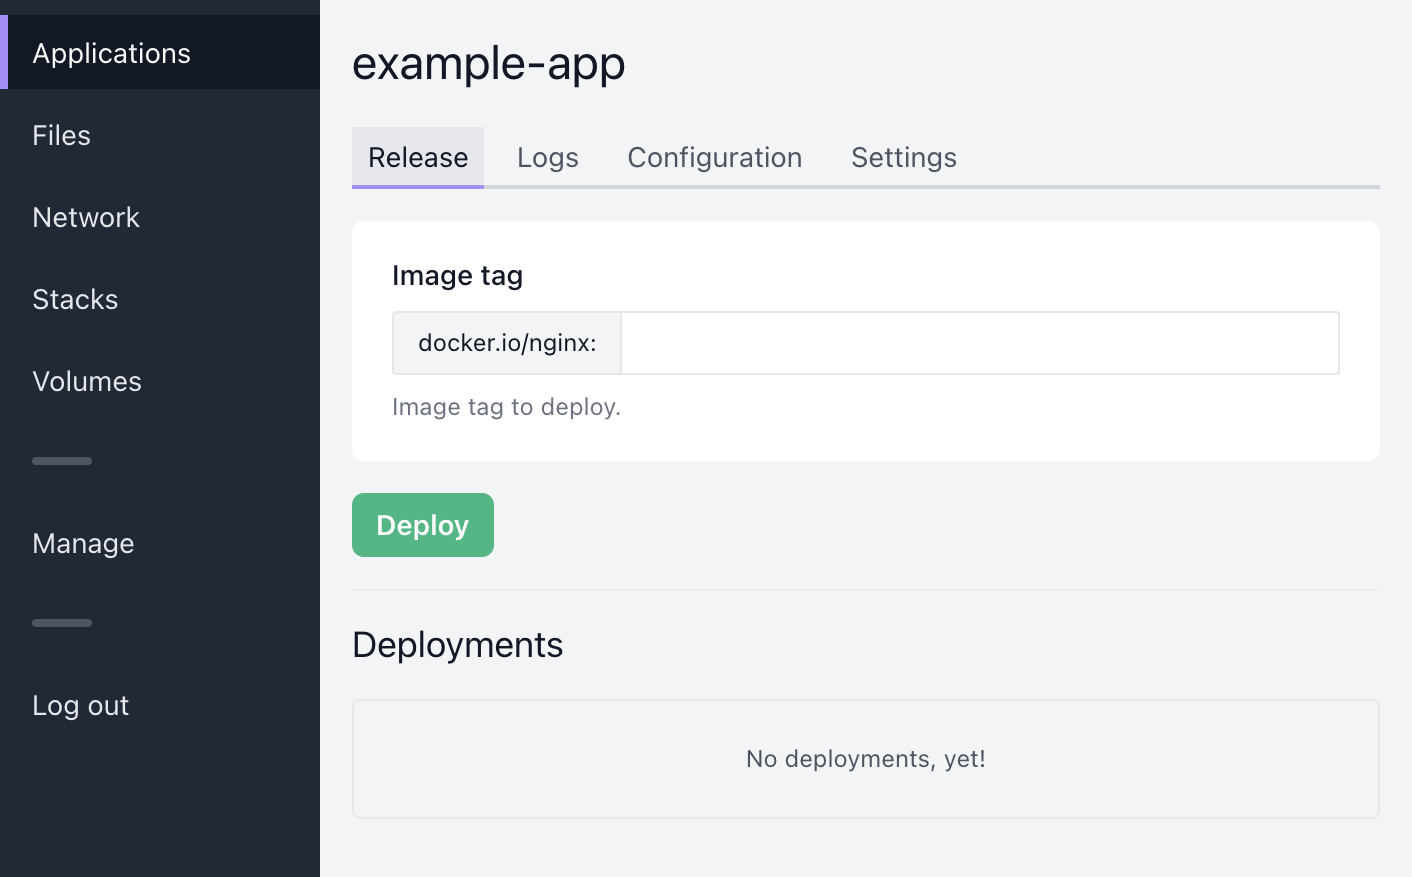 Applications
Files
Network
Stacks
Volumes
Manage
Log out
example-app
Release Logs Configuration Settings
Image tag
docker.io/nginx:
Image tag to deploy.
Deploy
Deployments
No deployments, yet!